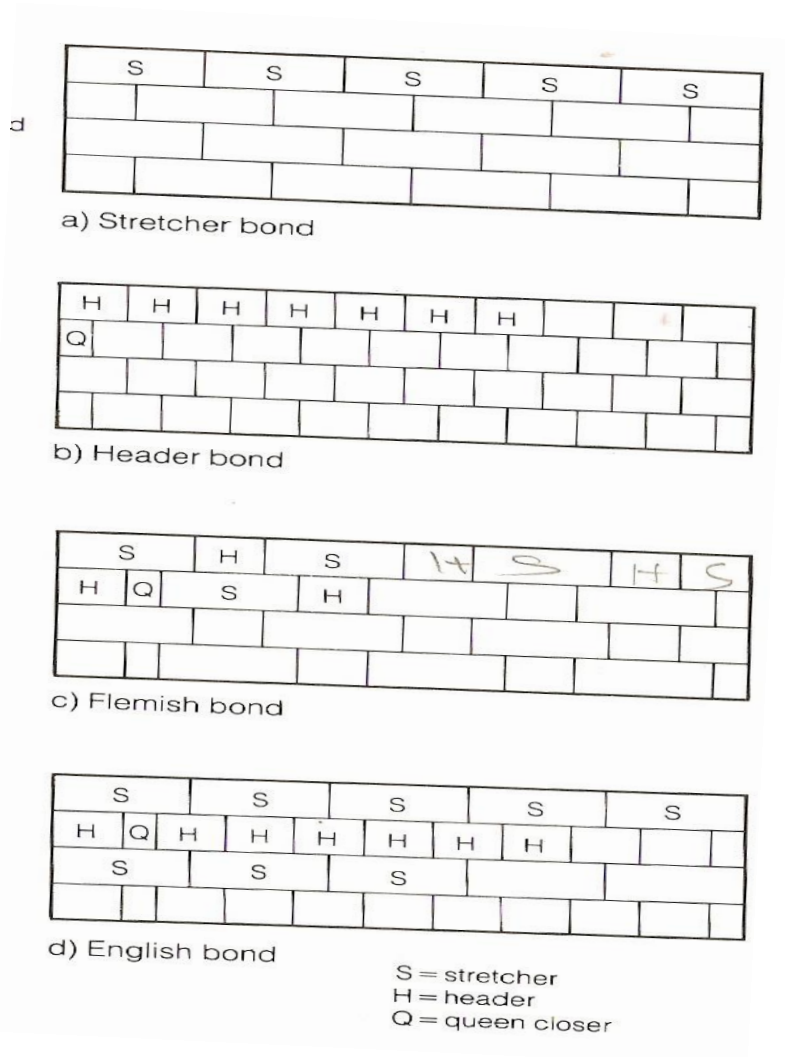 S S S S S
d
a) Stretcher bond
H H H H H H H
Q
b) Header bond
S H S H S H S
H Q S H
c) Flemish bond
S S S S S
H Q H H H H H H
S S S
d) English bond
S = stretcher
H = header
Q = queen closer